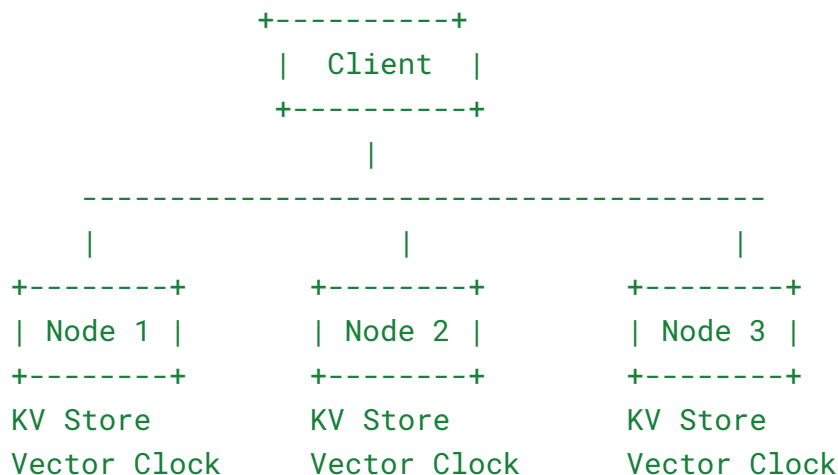 +----------+
|  Client  |
+----------+
|
---------------------------------------
|                  |                   |
+--------+       +--------+        +--------+
| Node 1 |       | Node 2 |        | Node 3 |
+--------+       +--------+        +--------+
KV Store         KV Store          KV Store
Vector Clock     Vector Clock      Vector Clock